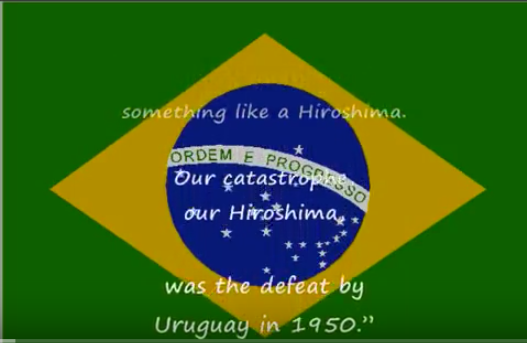 something like a Hiroshima.
ORDEM E PROGRESSO
Our catastrophe,
our Hiroshima,
was the defeat by
Uruguay in 1950."